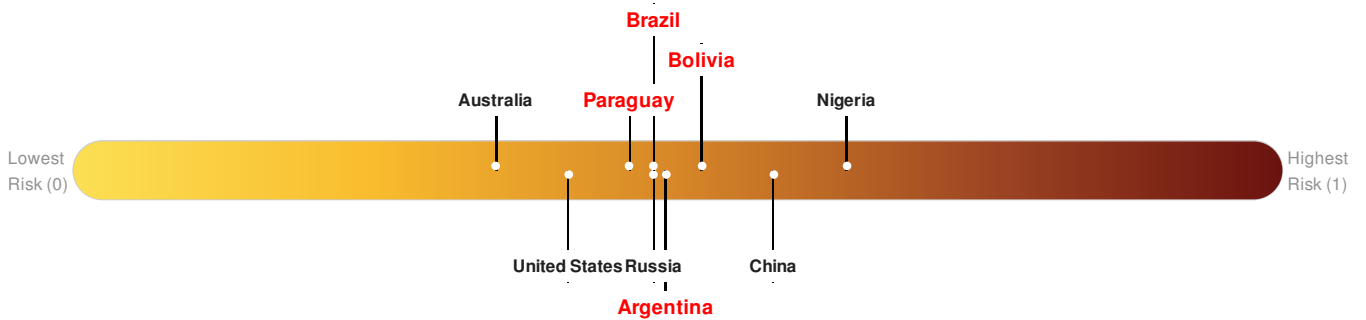 Brazil
Bolivia
Australia
Paraguay
Nigeria
Lowest
Risk (0)
Highest
Risk (1)
United States
Russia
China
Argentina